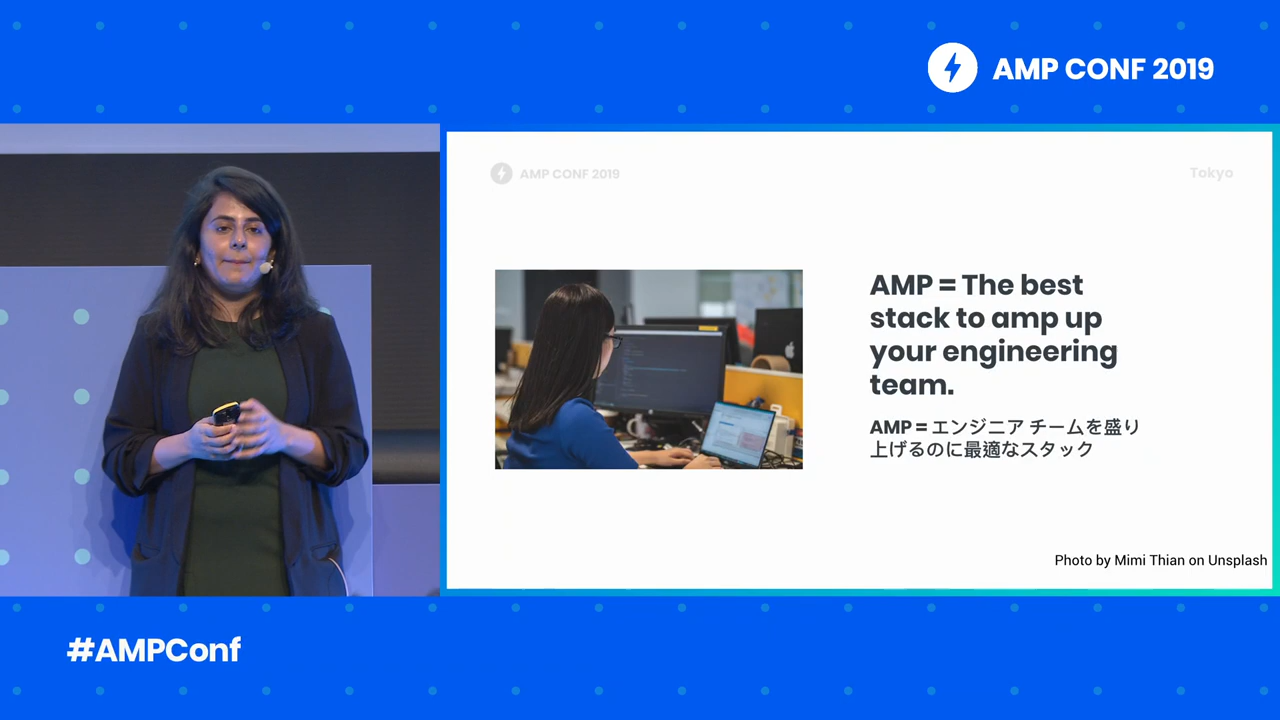 AMP CONF 2019
AMP CONF 2019
Tokyo
AMP = The best
stack to amp up
your engineering
team.
AMP = エンジニア チームを盛り
上げるのに最適なスタック
Photo by Mimi Thian on Unsplash
#AMPConf